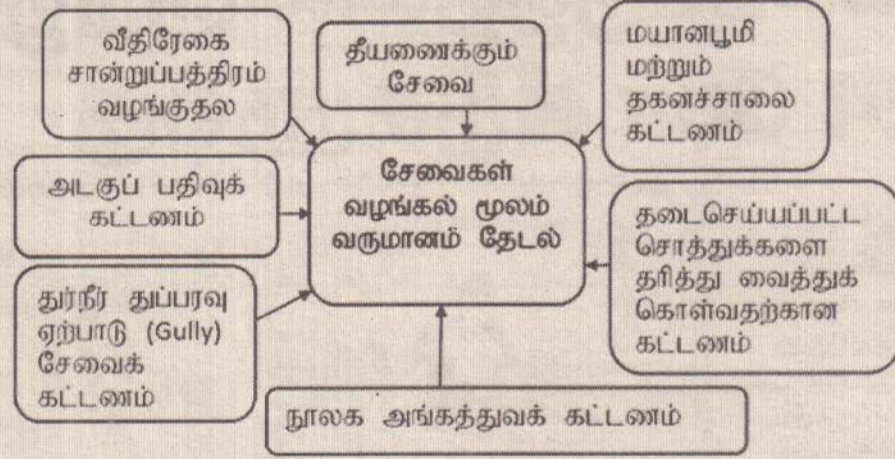 வீதிரேகை
சான்றுப்பத்திரம்
வழங்குதல
தீயணைக்கும்
சேவை
மயானபூமி
மற்றும்
தகனச்சாலை
கட்டணம்
அடகுப் பதிவுக்
கட்டணம்
சேவைகள்
வழங்கல் மூலம்
வருமானம் தேடல்
தடைசெய்யப்பட்ட
சொத்துக்களை
தரித்து வைத்துக்
கொள்வதற்கான
கட்டணம்
துர்நீர் துப்பரவு
ஏற்பாடு (Gully)
சேவைக்
கட்டணம்
நூலக அங்கத்துவக் கட்டணம்